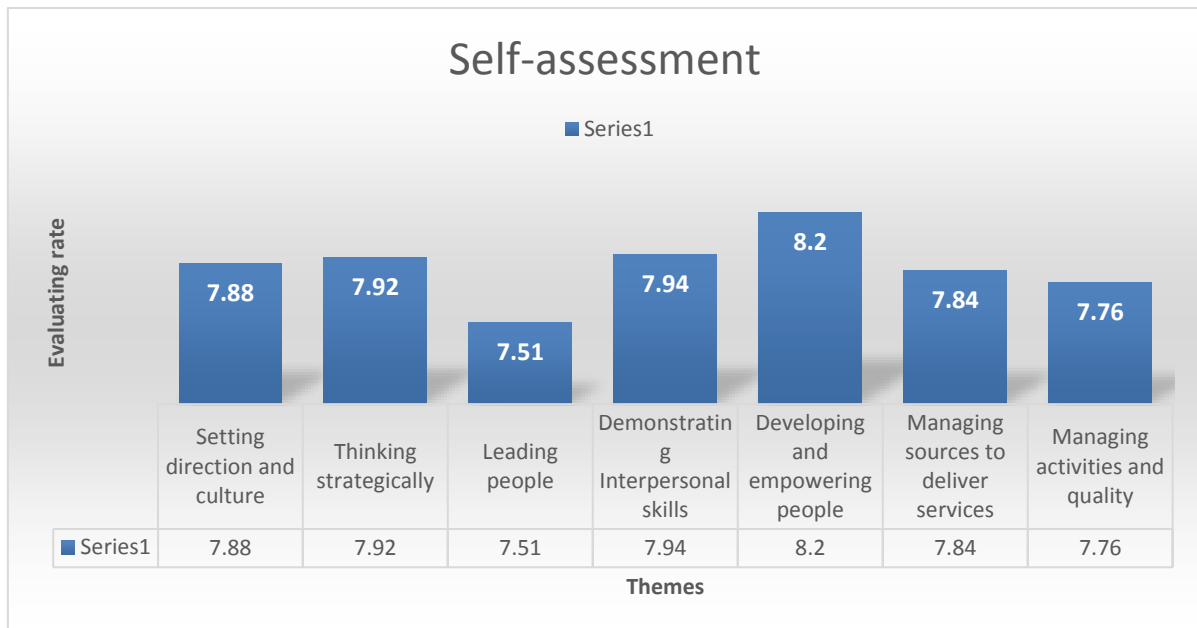 Self-assessment
Series1
Evaluating rate
7.88
7.92
7.51
7.94
8.2
7.84
7.76
Setting
direction and
culture
Thinking
strategically
Leading
people
Demonstratin
g
Interpersonal
skills
Developing
and
empowering
people
Managing
sources to
deliver
services
Managing
activities and
quality
Series1 7.88 7.92 7.51 7.94 8.2 7.84 7.76
Themes